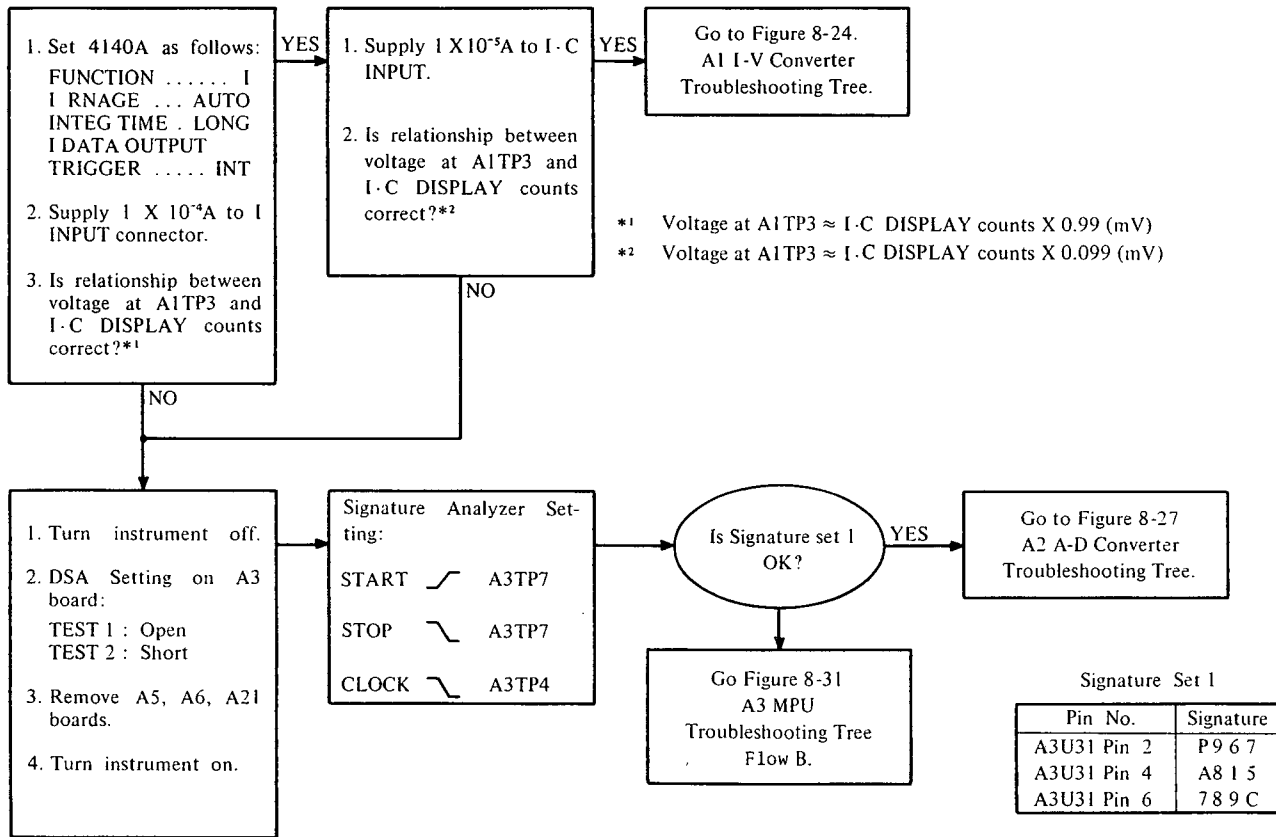 1. Set 4140A as follows:
FUNCTION ...... I
I RNAGE ... AUTO
INTEG TIME . LONG
I DATA OUTPUT
TRIGGER ..... INT
2. Supply 1 X 10⁻⁴A to I
INPUT connector.
3. Is relationship between
voltage at A1TP3 and
I·C DISPLAY counts
correct?*¹
YES
NO
1. Supply 1 X 10⁻⁵A to I·C
INPUT.
2. Is relationship between
voltage at A1TP3 and
I·C DISPLAY counts
correct?*²
YES
NO
Go to Figure 8-24.
A1 I-V Converter
Troubleshooting Tree.
*¹ Voltage at A1TP3 ≈ I·C DISPLAY counts X 0.99 (mV)
*² Voltage at A1TP3 ≈ I·C DISPLAY counts X 0.099 (mV)
1. Turn instrument off.
2. DSA Setting on A3
board:
TEST 1 : Open
TEST 2 : Short
3. Remove A5, A6, A21
boards.
4. Turn instrument on.
Signature Analyzer Set-
ting:
START A3TP7
STOP A3TP7
CLOCK A3TP4
Is Signature set 1
OK?
YES
Go to Figure 8-27
A2 A-D Converter
Troubleshooting Tree.
Go Figure 8-31
A3 MPU
Troubleshooting Tree
Flow B.
Signature Set 1
Pin No. Signature
A3U31 Pin 2 P967
A3U31 Pin 4 A815
A3U31 Pin 6 789C